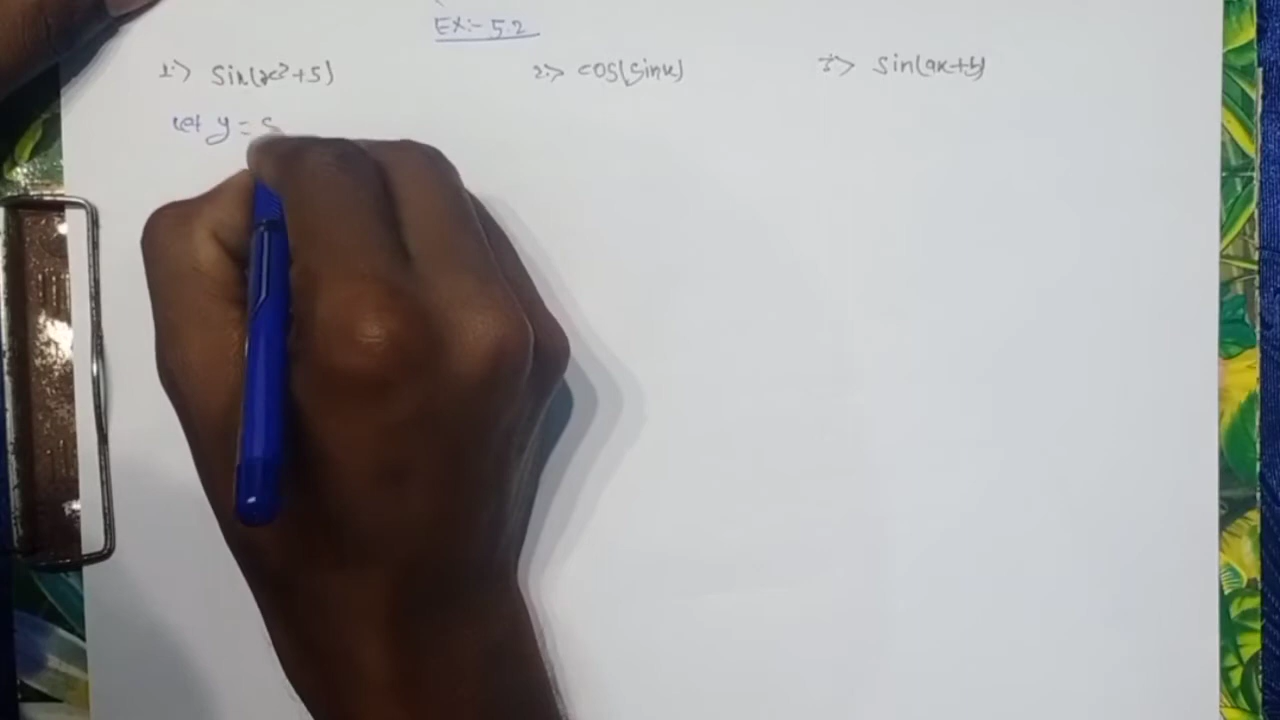 Ex:- 5.2
1:> sin(x²+5) 2:> cos(sinx) 3:> sin(ax+b)
let y = s